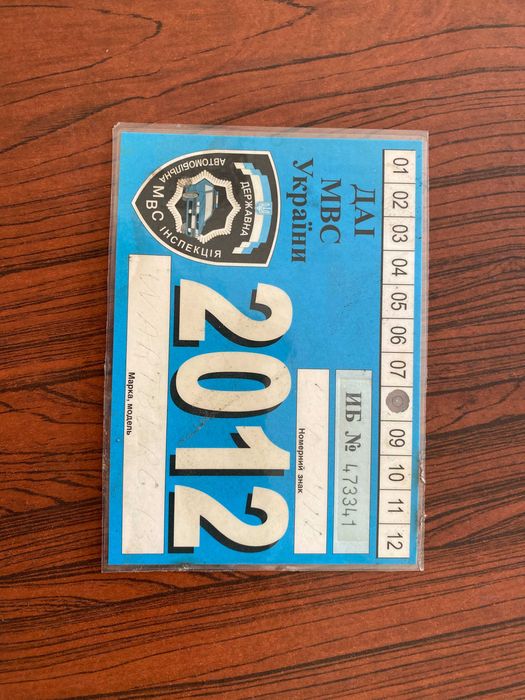 01 02 03 04 05 06 07 09 10 11 12
ДАІ
МВС
України
ИБ № 473341
ДЕРЖАВНА
АВТОМОБІЛЬНА
МВС ІНСПЕКЦІЯ
2012
Номерний знак
Марка, модель